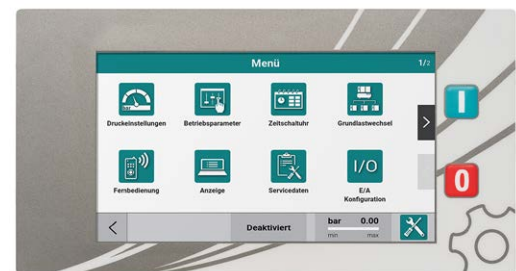 Menü
1/2
Druckeinstellungen
Betriebsparameter
Zeitschaltuhr
Grundlastwechsel
I/O
Fernbedienung
Anzeige
Servicedaten
E/A
Konfiguration
Deaktiviert
bar 0.00
min max
I
0